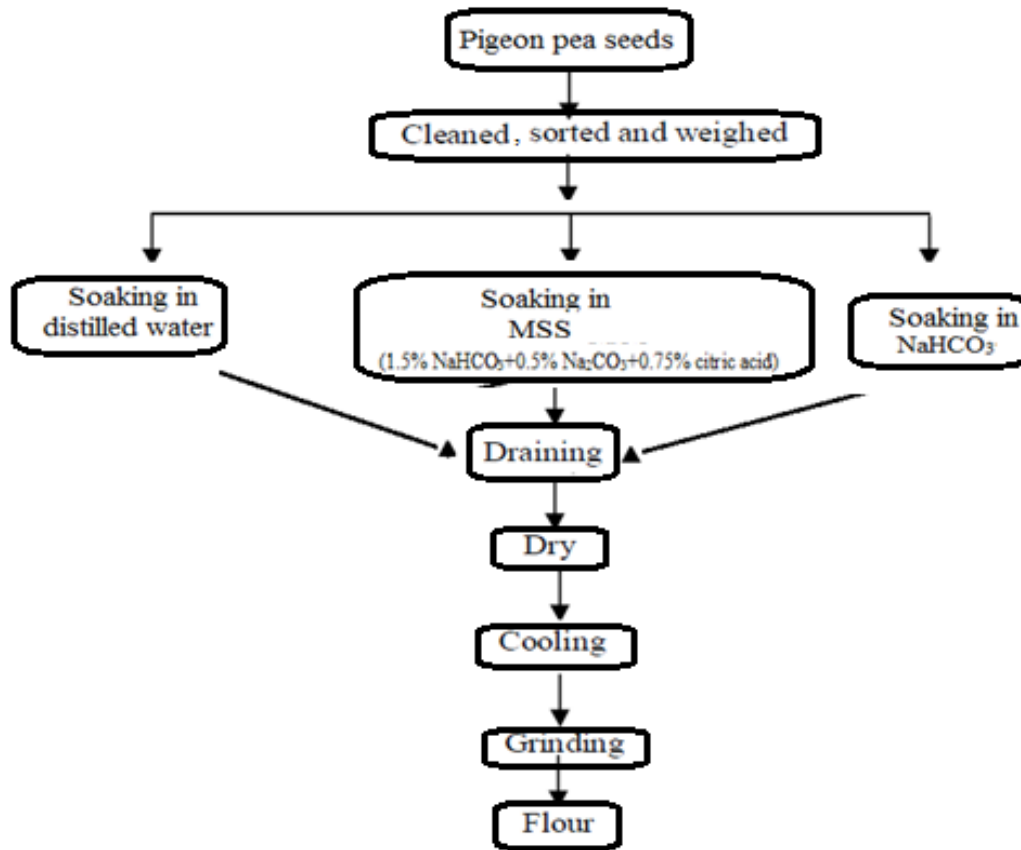 Pigeon pea seeds
Cleaned, sorted and weighed
Soaking in
distilled water
Soaking in
MSS
(1.5% NaHCO₃+0.5% Na₂CO₃+0.75% citric acid)
Soaking in
NaHCO₃
Draining
Dry
Cooling
Grinding
Flour